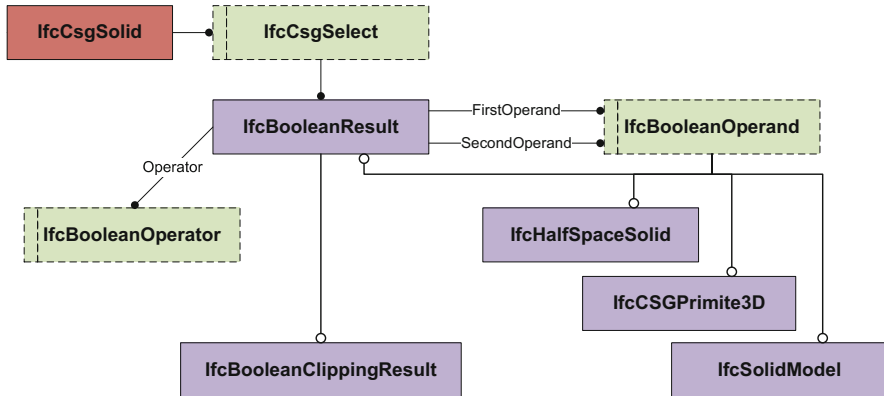 IfcCsgSolid
IfcCsgSelect
IfcBooleanResult
FirstOperand
SecondOperand
IfcBooleanOperand
Operator
IfcBooleanOperator
IfcHalfSpaceSolid
IfcCSGPrimite3D
IfcBooleanClippingResult
IfcSolidModel